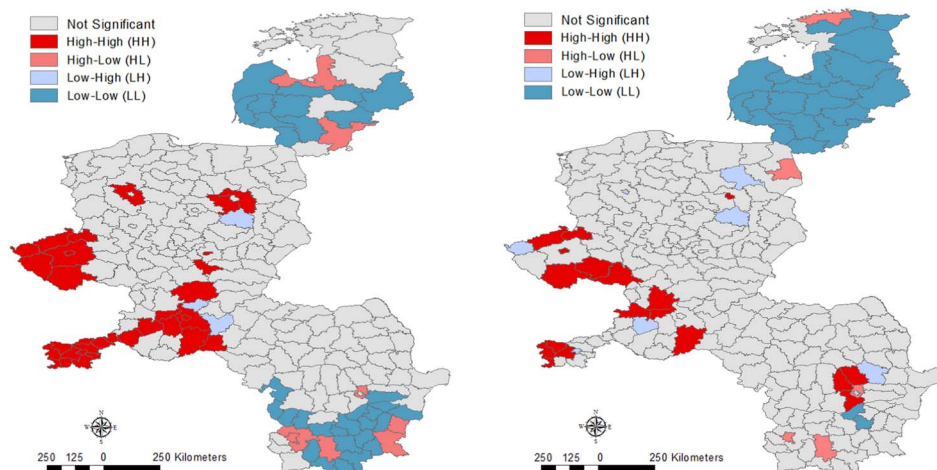 Not Significant
High-High (HH)
High-Low (HL)
Low-High (LH)
Low-Low (LL)
N
W E
S
250 125 0 250 Kilometers
Not Significant
High-High (HH)
High-Low (HL)
Low-High (LH)
Low-Low (LL)
N
W E
S
250 125 0 250 Kilometers